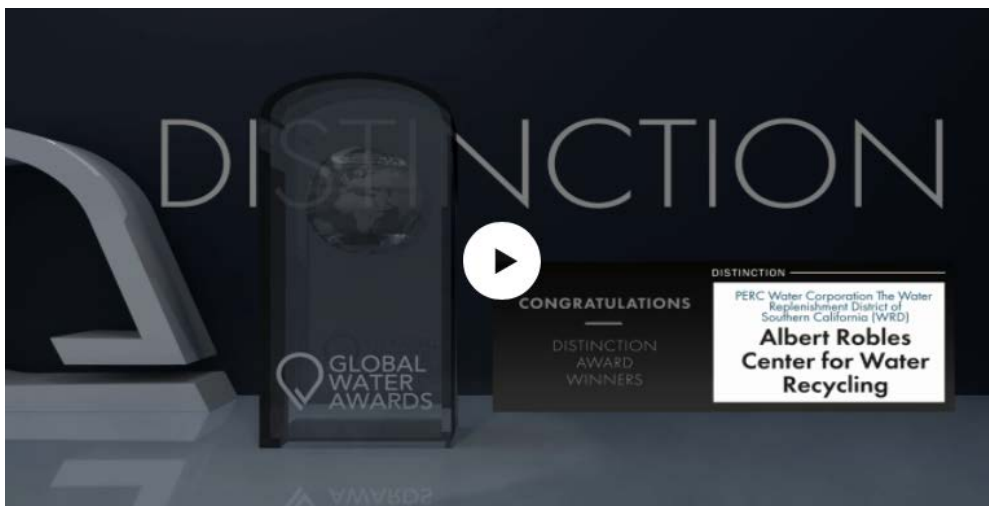 DISTINCTION
GLOBAL
WATER
AWARDS
CONGRATULATIONS
DISTINCTION
AWARD
WINNERS
DISTINCTION
PERC Water Corporation The Water
Replenishment District of
Southern California (WRD)
Albert Robles
Center for Water
Recycling
AWARDS